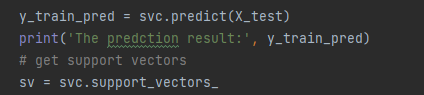 y_train_pred = svc.predict(X_test)
print('The predction result:', y_train_pred)
# get support vectors
sv = svc.support_vectors_